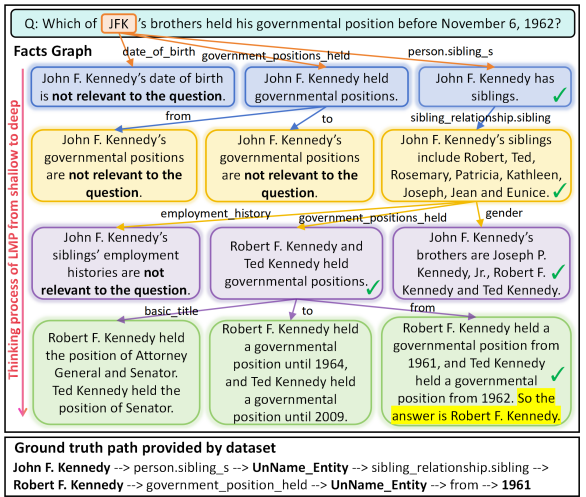 Q: Which of JFK 's brothers held his governmental position before November 6, 1962?
Facts Graph
date_of_birth
government_positions_held
person.sibling_s
John F. Kennedy's date of birth
is not relevant to the question.
John F. Kennedy held
governmental positions.
John F. Kennedy has
siblings.
from
to
sibling_relationship.sibling
John F. Kennedy's
governmental positions
are not relevant to the
question.
John F. Kennedy's
governmental positions
are not relevant to the
question.
John F. Kennedy's siblings
include Robert, Ted,
Rosemary, Patricia, Kathleen,
Joseph, Jean and Eunice.
employment_history
government_positions_held
gender
John F. Kennedy's
siblings' employment
histories are not
relevant to the question.
Robert F. Kennedy and
Ted Kennedy held
governmental positions.
John F. Kennedy's
brothers are Joseph P.
Kennedy, Jr., Robert F.
Kennedy and Ted Kennedy.
basic_title
to
from
Robert F. Kennedy held
the position of Attorney
General and Senator.
Ted Kennedy held the
position of Senator.
Robert F. Kennedy held
a governmental
position until 1964,
and Ted Kennedy held
a governmental
position until 2009.
Robert F. Kennedy held a
governmental position from
1961, and Ted Kennedy
held a governmental
position from 1962. So the
answer is Robert F. Kennedy.
Thinking process of LMP from shallow to deep
Ground truth path provided by dataset
John F. Kennedy --> person.sibling_s --> UnName_Entity --> sibling_relationship.sibling -->
Robert F. Kennedy --> government_position_held --> UnName_Entity --> from --> 1961